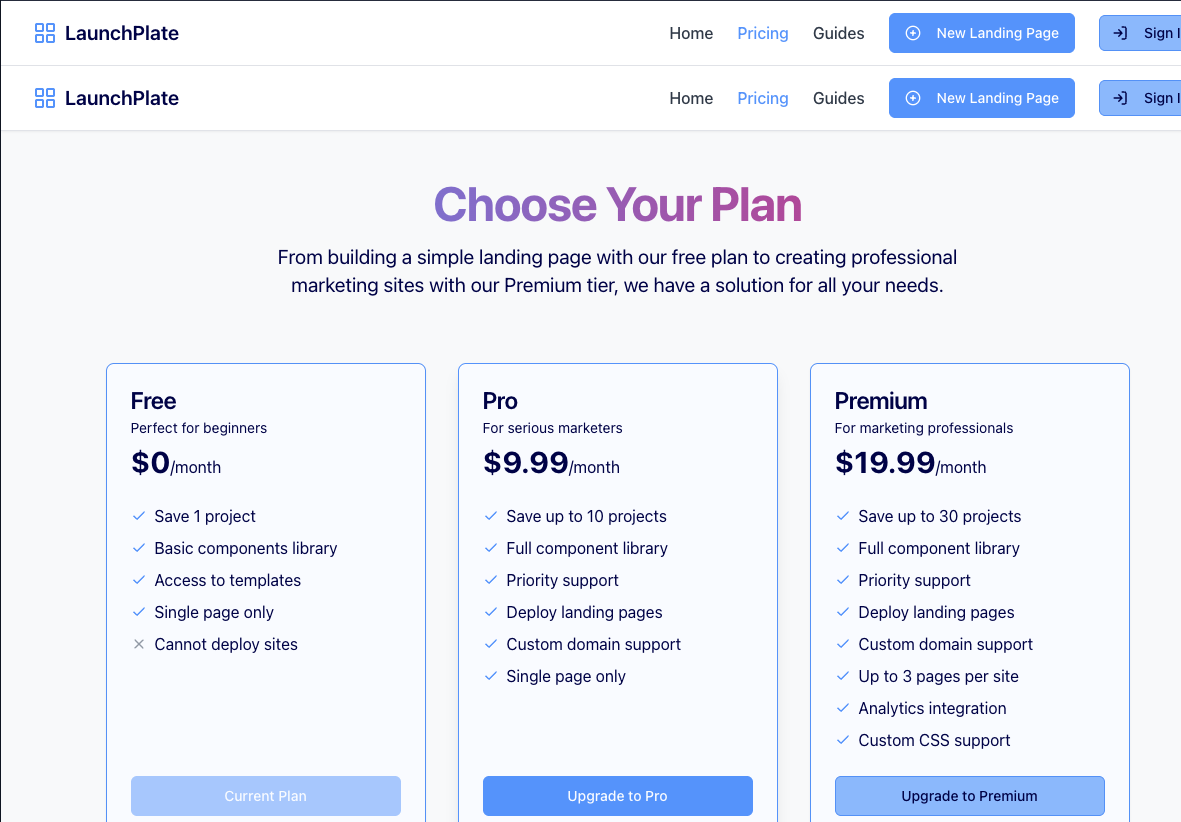 LaunchPlate Home Pricing Guides New Landing Page Sign
LaunchPlate Home Pricing Guides New Landing Page Sign
Choose Your Plan
From building a simple landing page with our free plan to creating professional
marketing sites with our Premium tier, we have a solution for all your needs.
Free
Perfect for beginners
$0/month
Save 1 project
Basic components library
Access to templates
Single page only
Cannot deploy sites
Current Plan
Pro
For serious marketers
$9.99/month
Save up to 10 projects
Full component library
Priority support
Deploy landing pages
Custom domain support
Single page only
Upgrade to Pro
Premium
For marketing professionals
$19.99/month
Save up to 30 projects
Full component library
Priority support
Deploy landing pages
Custom domain support
Up to 3 pages per site
Analytics integration
Custom CSS support
Upgrade to Premium